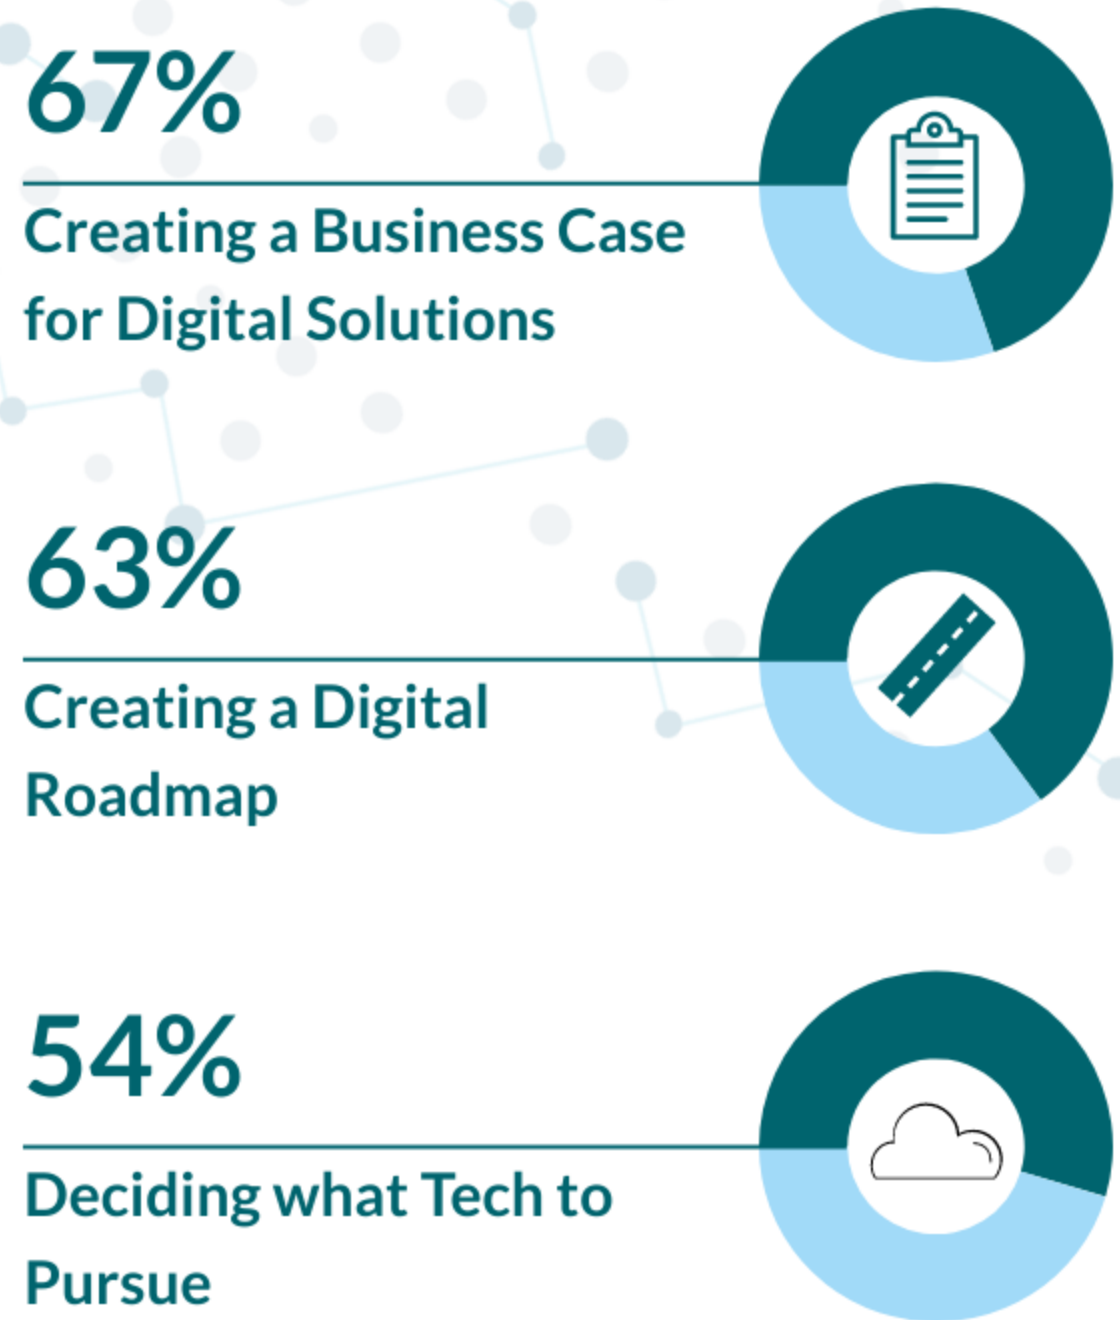 67%
Creating a Business Case
for Digital Solutions
63%
Creating a Digital
Roadmap
54%
Deciding what Tech to
Pursue